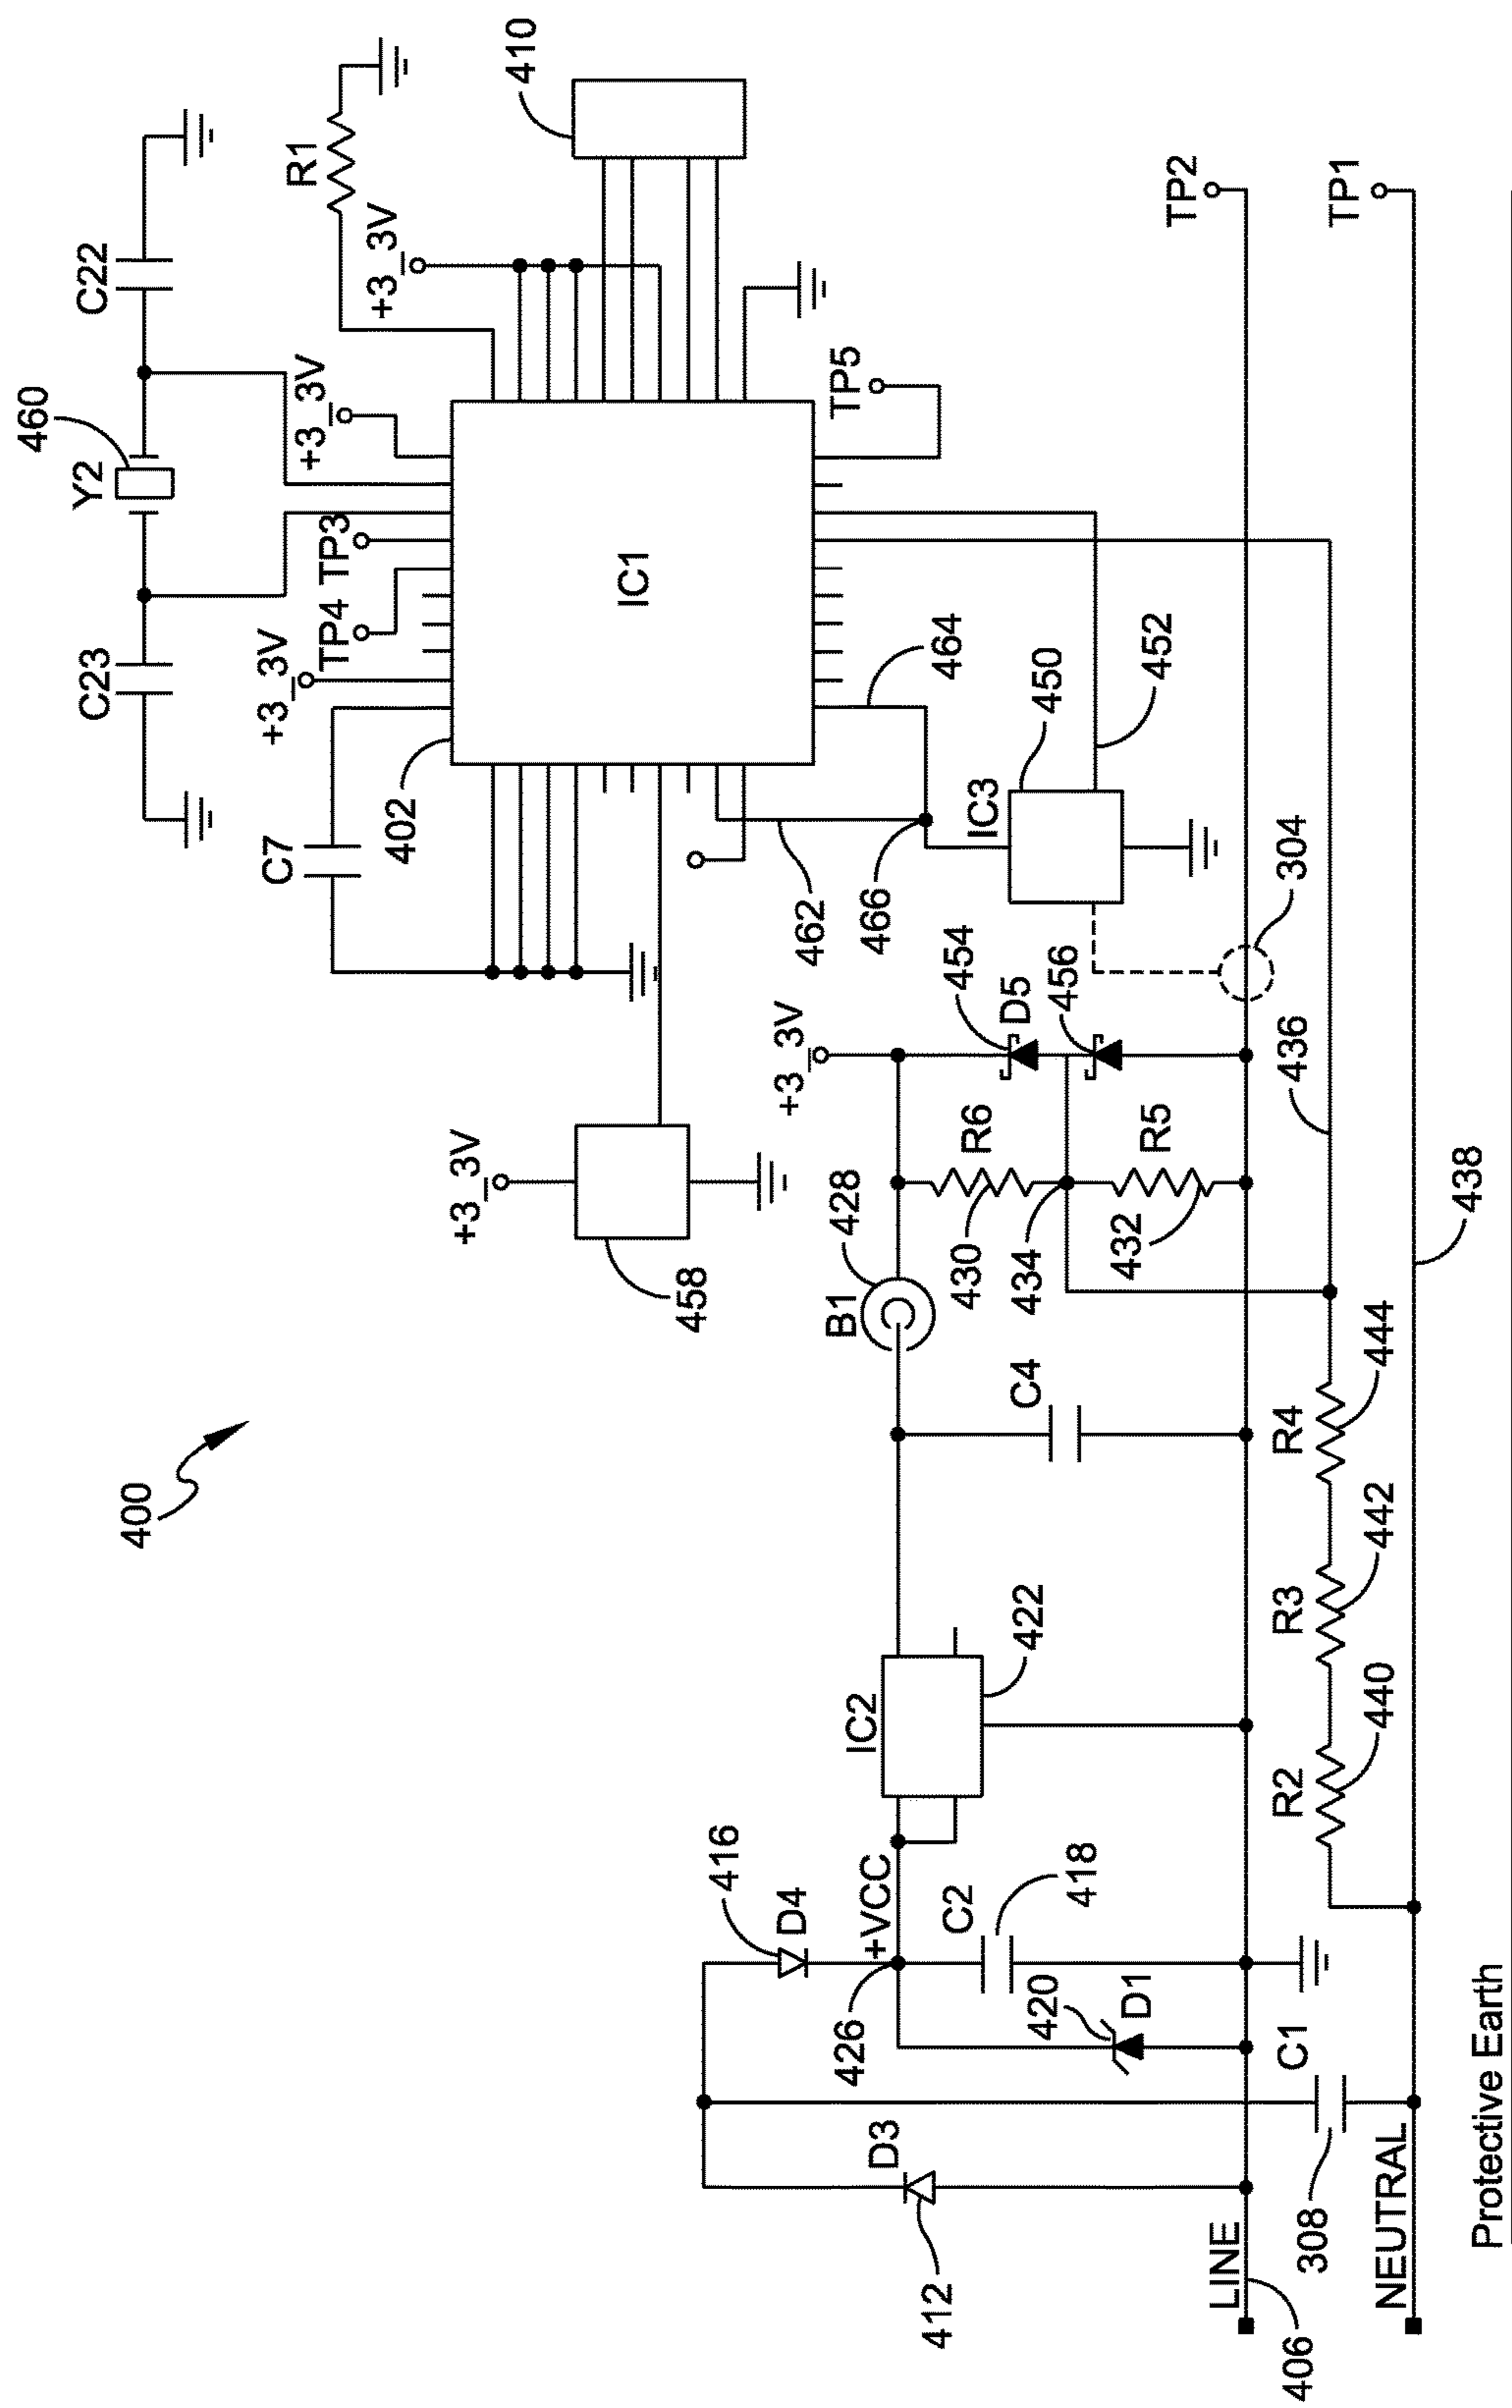 400
460
Y2
C22
C23
R1
410
+3_3V
+3_3V
TP3
TP4
+3_3V
C7
402
IC1
TP5
464
462
466
IC3
450
452
304
+3_3V
458
+3_3V
454
D5
456
R6
430
434
R5
432
B1
428
C4
IC2
422
416
D4
+VCC
426
C2
418
420
D1
D3
412
C1
308
LINE
406
NEUTRAL
R2
440
R3
442
R4
444
436
438
TP2
TP1
Protective Earth